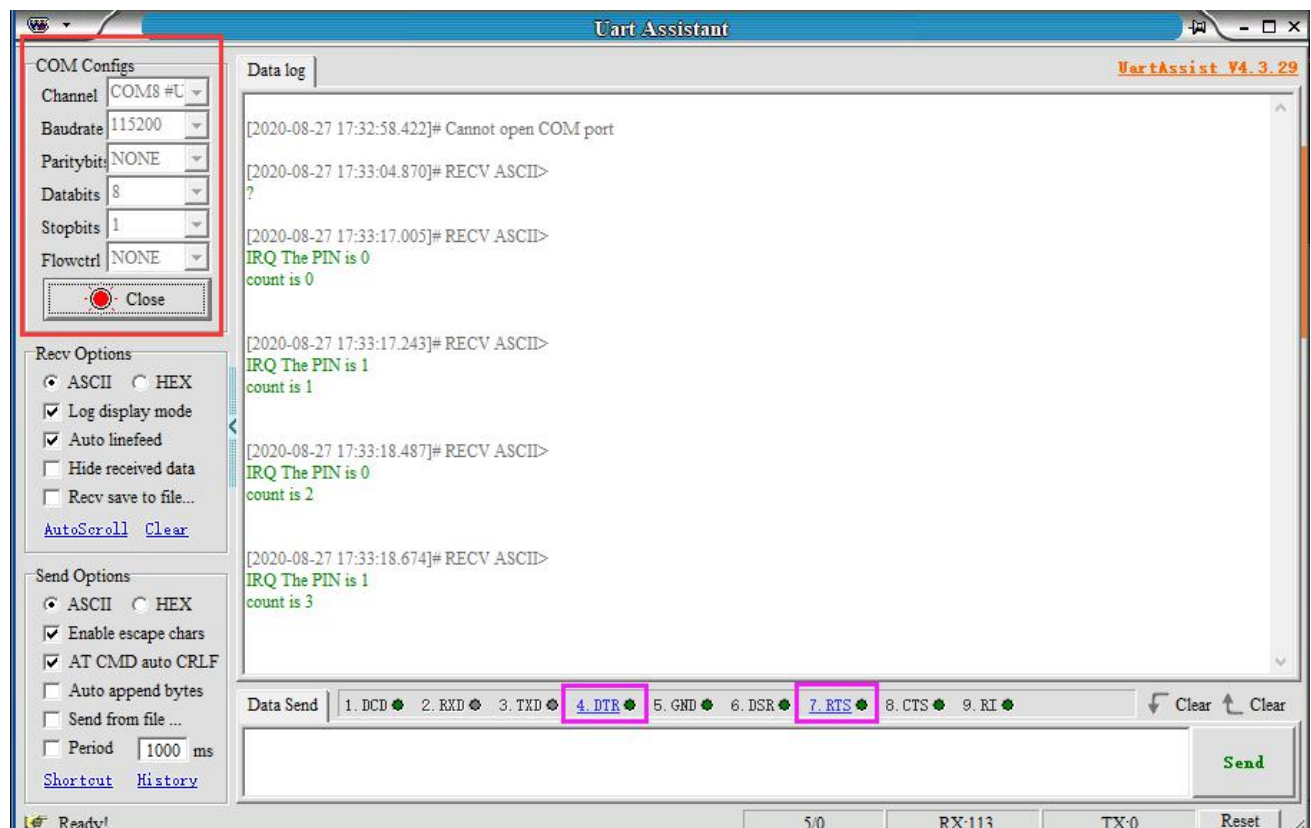 Uart Assistant
COM Configs
Channel COM8 #U
Baudrate 115200
Paritybit: NONE
Databits 8
Stopbits 1
Flowctrl NONE
Close
Recv Options
ASCII HEX
Log display mode
Auto linefeed
Hide received data
Recv save to file...
AutoScroll Clear
Send Options
ASCII HEX
Enable escape chars
AT CMD auto CRLF
Auto append bytes
Send from file ...
Period 1000 ms
Shortcut History
Data log
UartAssist V4.3.29
[2020-08-27 17:32:58.422]# Cannot open COM port
[2020-08-27 17:33:04.870]# RECV ASCII>
?
[2020-08-27 17:33:17.005]# RECV ASCII>
IRQ The PIN is 0
count is 0
[2020-08-27 17:33:17.243]# RECV ASCII>
IRQ The PIN is 1
count is 1
[2020-08-27 17:33:18.487]# RECV ASCII>
IRQ The PIN is 0
count is 2
[2020-08-27 17:33:18.674]# RECV ASCII>
IRQ The PIN is 1
count is 3
Data Send 1. DCD 2. RXD 3. TXD 4. DTR 5. GND 6. DSR 7. RTS 8. CTS 9. RI Clear Clear
Send
Ready! 5/0 RX:113 TX:0 Reset